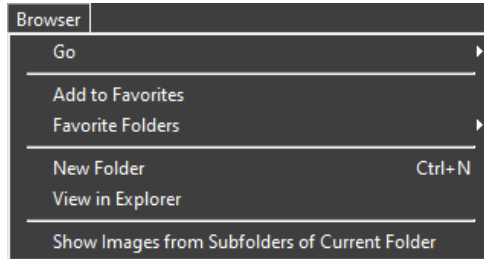 Browser
Go
Add to Favorites
Favorite Folders
New Folder Ctrl+N
View in Explorer
Show Images from Subfolders of Current Folder